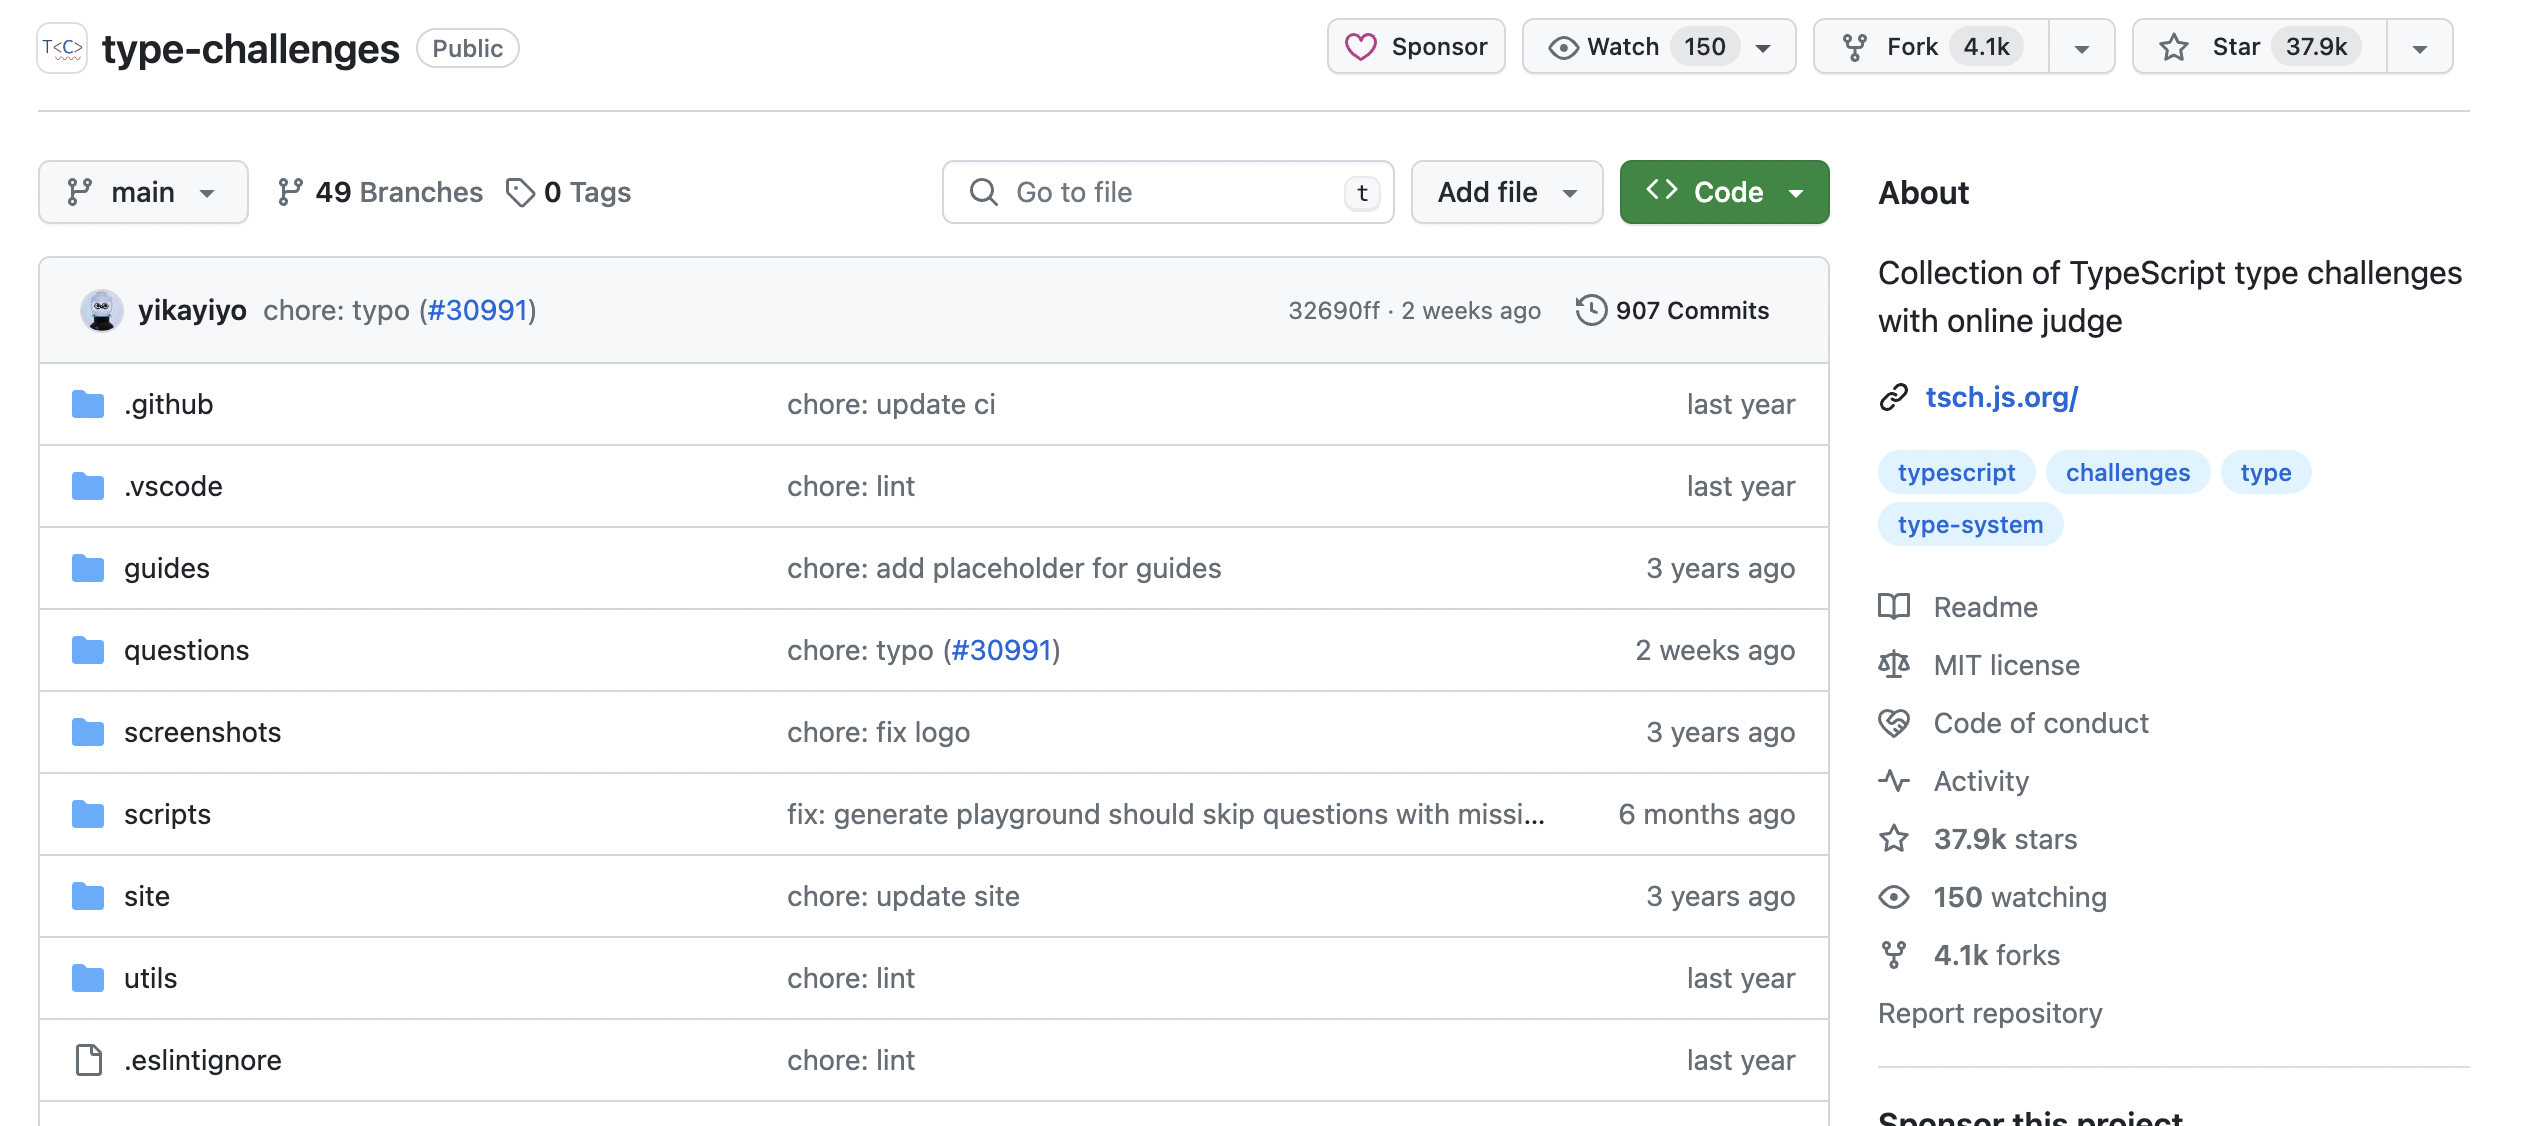 T<C> type-challenges Public Sponsor Watch 150 Fork 4.1k Star 37.9k
main 49 Branches 0 Tags Go to file t Add file Code
yikayiyo chore: typo (#30991) 32690ff · 2 weeks ago 907 Commits
.github chore: update ci last year
.vscode chore: lint last year
guides chore: add placeholder for guides 3 years ago
questions chore: typo (#30991) 2 weeks ago
screenshots chore: fix logo 3 years ago
scripts fix: generate playground should skip questions with missi... 6 months ago
site chore: update site 3 years ago
utils chore: lint last year
.eslintignore chore: lint last year
About
Collection of TypeScript type challenges
with online judge
tsch.js.org/
typescript challenges type
type-system
Readme
MIT license
Code of conduct
Activity
37.9k stars
150 watching
4.1k forks
Report repository
Sponsor this project